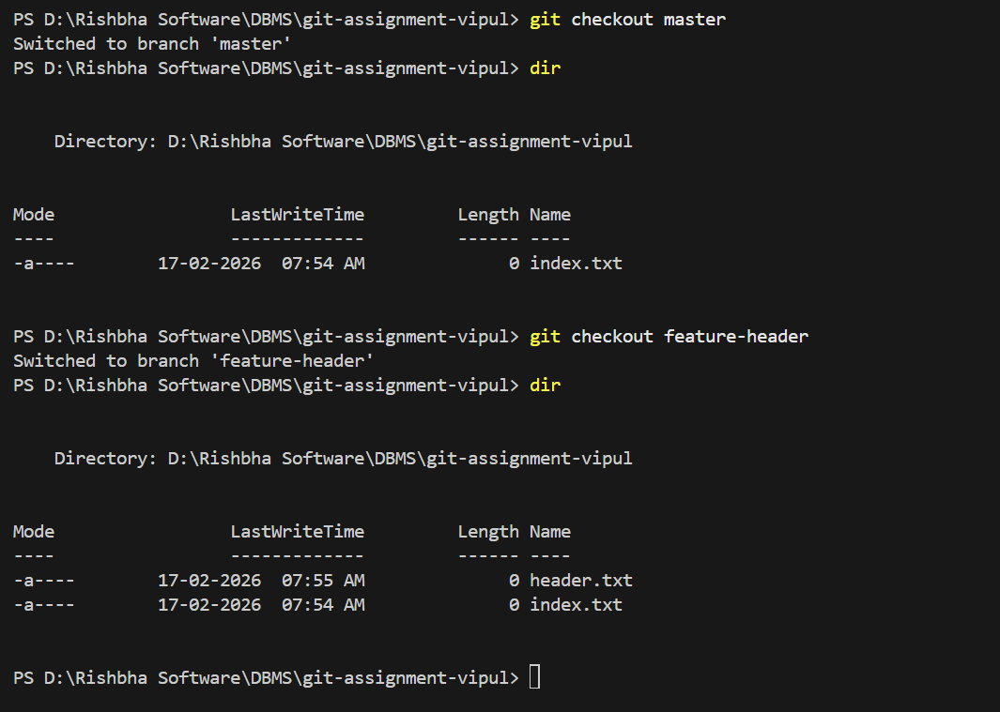 PS D:\Rishbha Software\DBMS\git-assignment-vipul> git checkout master
Switched to branch 'master'
PS D:\Rishbha Software\DBMS\git-assignment-vipul> dir
    Directory: D:\Rishbha Software\DBMS\git-assignment-vipul
Mode                 LastWriteTime         Length Name
----                 -------------         ------ ----
-a----        17-02-2026  07:54 AM              0 index.txt
PS D:\Rishbha Software\DBMS\git-assignment-vipul> git checkout feature-header
Switched to branch 'feature-header'
PS D:\Rishbha Software\DBMS\git-assignment-vipul> dir
    Directory: D:\Rishbha Software\DBMS\git-assignment-vipul
Mode                 LastWriteTime         Length Name
----                 -------------         ------ ----
-a----        17-02-2026  07:55 AM              0 header.txt
-a----        17-02-2026  07:54 AM              0 index.txt
PS D:\Rishbha Software\DBMS\git-assignment-vipul>